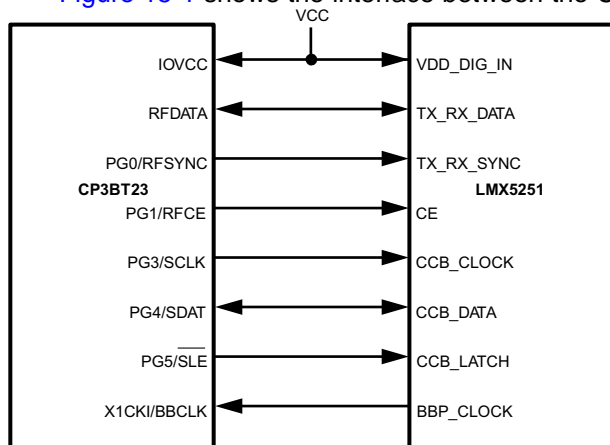 Figure 18-1 shows the interface between the C
VCC
IOVCC VDD_DIG_IN
RFDATA TX_RX_DATA
PG0/RFSYNC TX_RX_SYNC
CP3BT23 LMX5251
PG1/RFCE CE
PG3/SCLK CCB_CLOCK
PG4/SDAT CCB_DATA
PG5/SLE CCB_LATCH
X1CKI/BBCLK BBP_CLOCK